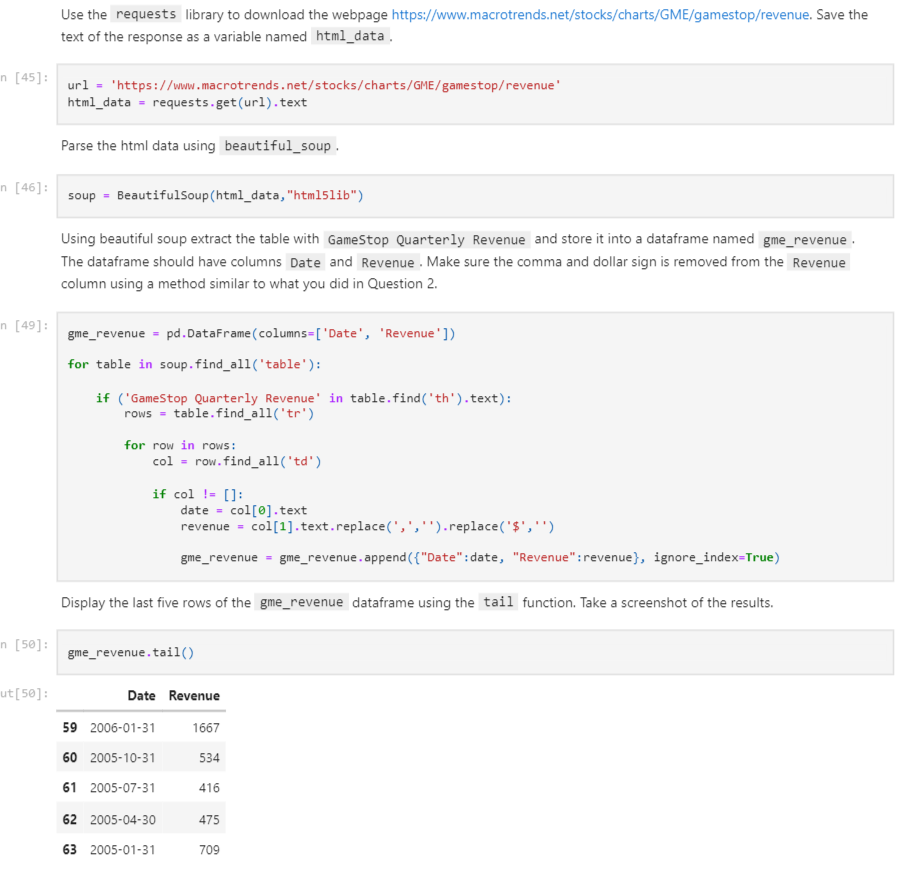 Use the requests library to download the webpage https://www.macrotrends.net/stocks/charts/GME/gamestop/revenue. Save the
text of the response as a variable named html_data.
n [45]:
url = 'https://www.macrotrends.net/stocks/charts/GME/gamestop/revenue'
html_data = requests.get(url).text
Parse the html data using beautiful_soup.
n [46]:
soup = BeautifulSoup(html_data,"html5lib")
Using beautiful soup extract the table with GameStop Quarterly Revenue and store it into a dataframe named gme_revenue.
The dataframe should have columns Date and Revenue. Make sure the comma and dollar sign is removed from the Revenue
column using a method similar to what you did in Question 2.
n [49]:
gme_revenue = pd.DataFrame(columns=['Date', 'Revenue'])
for table in soup.find_all('table'):
if ('GameStop Quarterly Revenue' in table.find('th').text):
rows = table.find_all('tr')
for row in rows:
col = row.find_all('td')
if col != []:
date = col[0].text
revenue = col[1].text.replace(',','').replace('$','')
gme_revenue = gme_revenue.append({"Date":date, "Revenue":revenue}, ignore_index=True)
Display the last five rows of the gme_revenue dataframe using the tail function. Take a screenshot of the results.
n [50]:
gme_revenue.tail()
ut[50]:
Date Revenue
59 2006-01-31 1667
60 2005-10-31 534
61 2005-07-31 416
62 2005-04-30 475
63 2005-01-31 709